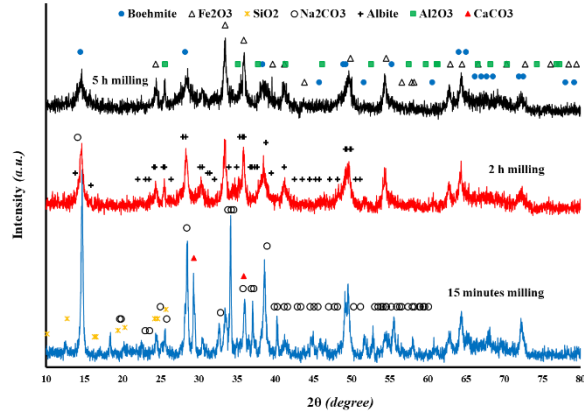 Boehmite Fe2O3 SiO2 Na2CO3 Albite Al2O3 CaCO3
5 h milling
2 h milling
15 minutes milling
Intensity (a.u.)
10 15 20 25 30 35 40 45 50 55 60 65 70 75 80
2θ (degree)